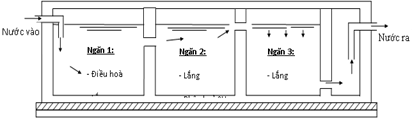 Nước vào
Ngăn 1:
- Điều hoà
Ngăn 2:
- Lắng
Ngăn 3:
- Lắng
Nước ra